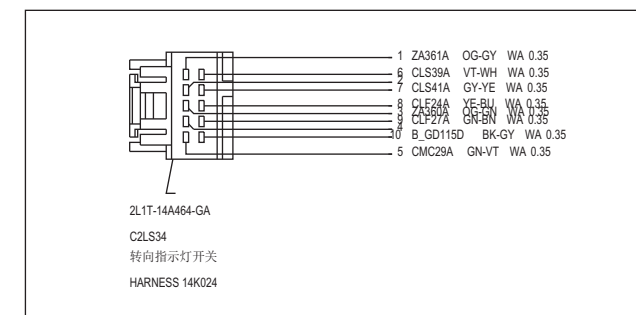 1 ZA361A OG-GY WA 0.35
6 CLS39A VT-WH WA 0.35
2
7 CLS41A GY-YE WA 0.35
8 CLF24A YE-BU WA 0.35
3 ZA360A OG-GN WA 0.35
9 CLF27A GN-BN WA 0.35
4
10 B_GD115D BK-GY WA 0.35
5 CMC29A GN-VT WA 0.35
2L1T-14A464-GA
C2LS34
转向指示灯开关
HARNESS 14K024